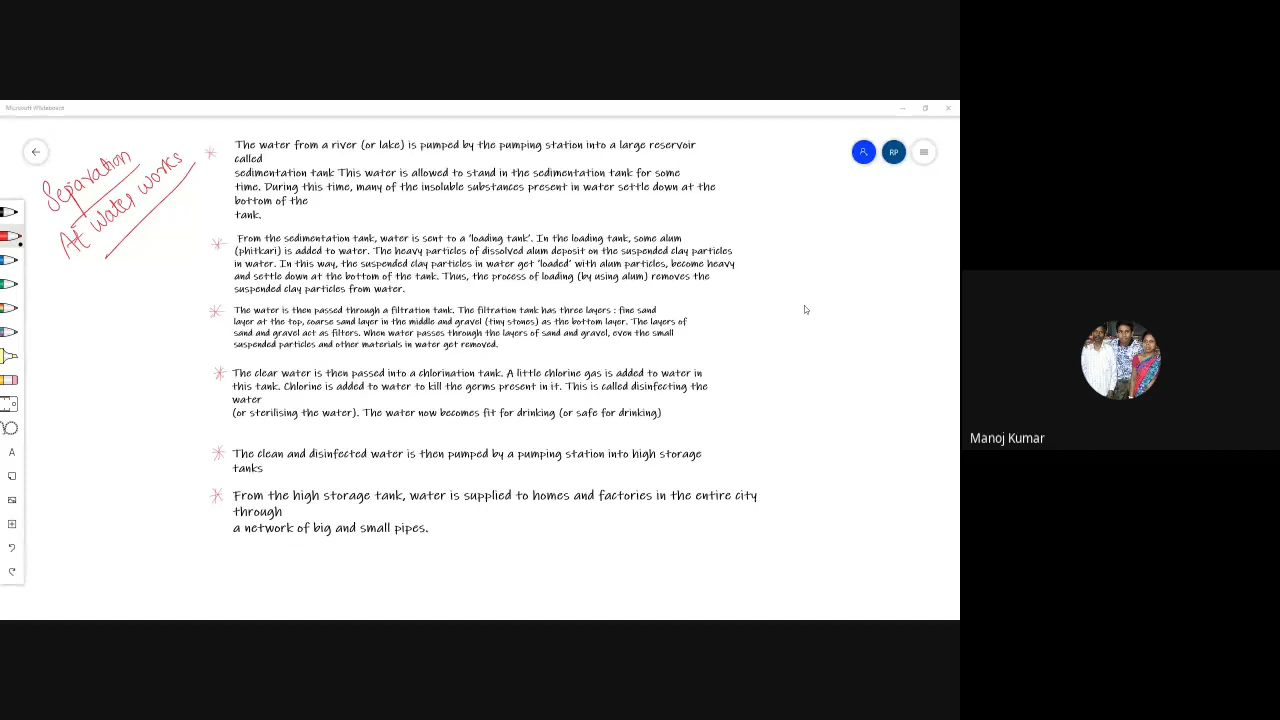 Microsoft Whiteboard
Separation
At water works
The water from a river (or lake) is pumped by the pumping station into a large reservoir
called
sedimentation tank This water is allowed to stand in the sedimentation tank for some
time. During this time, many of the insoluble substances present in water settle down at the
bottom of the
tank.
From the sedimentation tank, water is sent to a 'loading tank'. In the loading tank, some alum
(phitkari) is added to water. The heavy particles of dissolved alum deposit on the suspended clay particles
in water. In this way, the suspended clay particles in water get 'loaded' with alum particles, become heavy
and settle down at the bottom of the tank. Thus, the process of loading (by using alum) removes the
suspended clay particles from water.
The water is then passed through a filtration tank. The filtration tank has three layers : fine sand
layer at the top, coarse sand layer in the middle and gravel (tiny stones) as the bottom layer. The layers of
sand and gravel act as filters. When water passes through the layers of sand and gravel, even the small
suspended particles and other materials in water get removed.
The clear water is then passed into a chlorination tank. A little chlorine gas is added to water in
this tank. Chlorine is added to water to kill the germs present in it. This is called disinfecting the
water
(or sterilising the water). The water now becomes fit for drinking (or safe for drinking)
The clean and disinfected water is then pumped by a pumping station into high storage
tanks
From the high storage tank, water is supplied to homes and factories in the entire city
through
a network of big and small pipes.
RP
A
Manoj Kumar